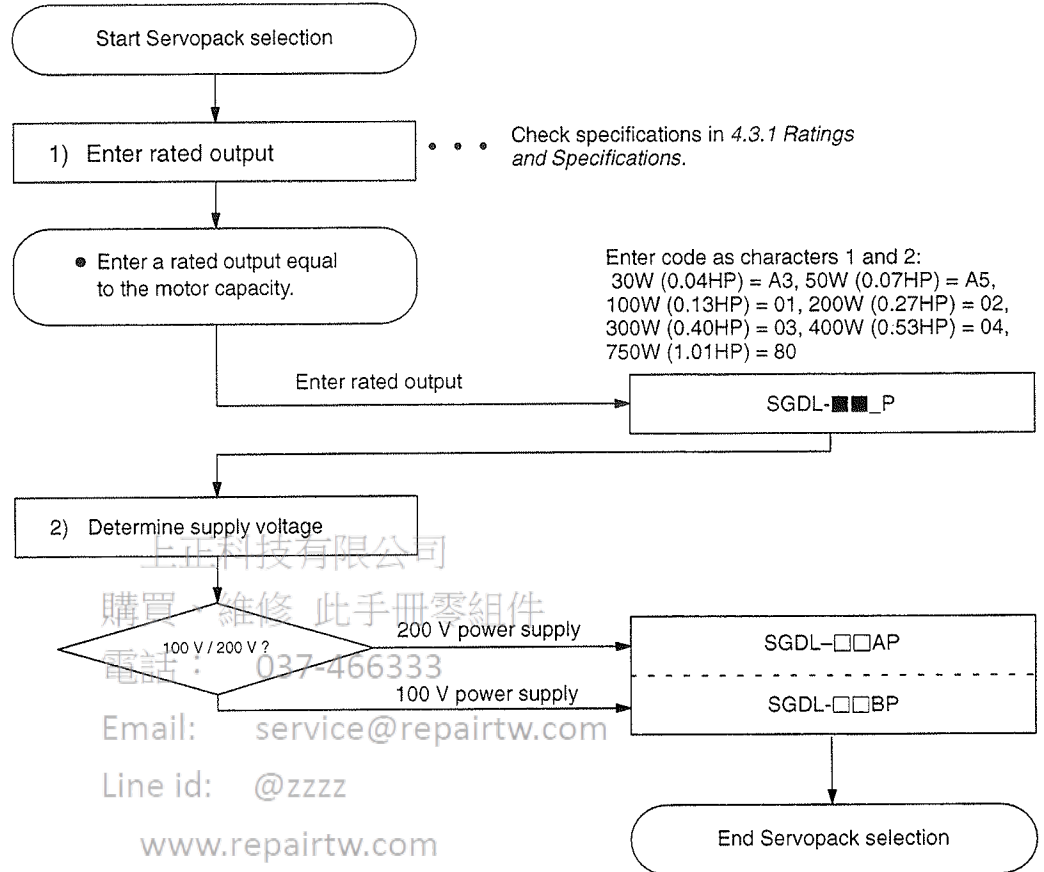 Start Servopack selection
1) Enter rated output
• • • Check specifications in 4.3.1 Ratings
and Specifications.
● Enter a rated output equal
to the motor capacity.
Enter code as characters 1 and 2:
30W (0.04HP) = A3, 50W (0.07HP) = A5,
100W (0.13HP) = 01, 200W (0.27HP) = 02,
300W (0.40HP) = 03, 400W (0.53HP) = 04,
750W (1.01HP) = 80
Enter rated output
SGDL-■■_P
2) Determine supply voltage
上正科技有限公司
購買、維修 此手冊零組件
100 V / 200 V ?
200 V power supply
SGDL-□□AP
電話： 037-466333
100 V power supply
SGDL-□□BP
Email: service@repairtw.com
Line id: @zzzz
www.repairtw.com
End Servopack selection